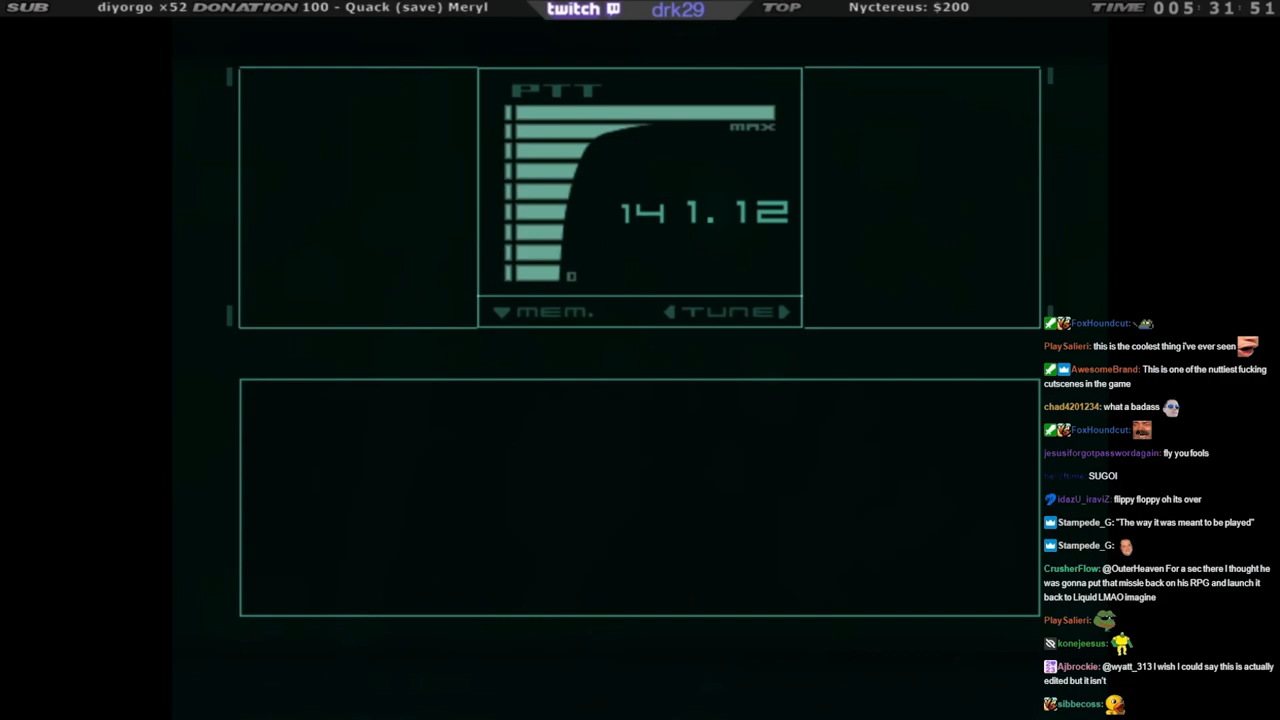 SUB diyorgo ×52 DONATION 100 - Quack (save) Meryl twitch drk29 TOP Nyctereus: $200 TIME 005:31:51
PTT
MAX
141.12
0
MEM. TUNE
FoxHoundcut:
PlaySalieri: this is the coolest thing i've ever seen
AwesomeBrand: This is one of the nuttiest fucking
cutscenes in the game
chad4201234: what a badass
FoxHoundcut:
jesusiforgotpasswordagain: fly you fools
SUGOI
idazU_iraviZ: flippy floppy oh its over
Stampede_G: "The way it was meant to be played"
Stampede_G:
CrusherFlow: @OuterHeaven For a sec there I thought he
was gonna put that missle back on his RPG and launch it
back to Liquid LMAO imagine
PlaySalieri:
konejeesus:
Ajbrockie: @wyatt_313 I wish I could say this is actually
edited but it isn't
sibbecoss: